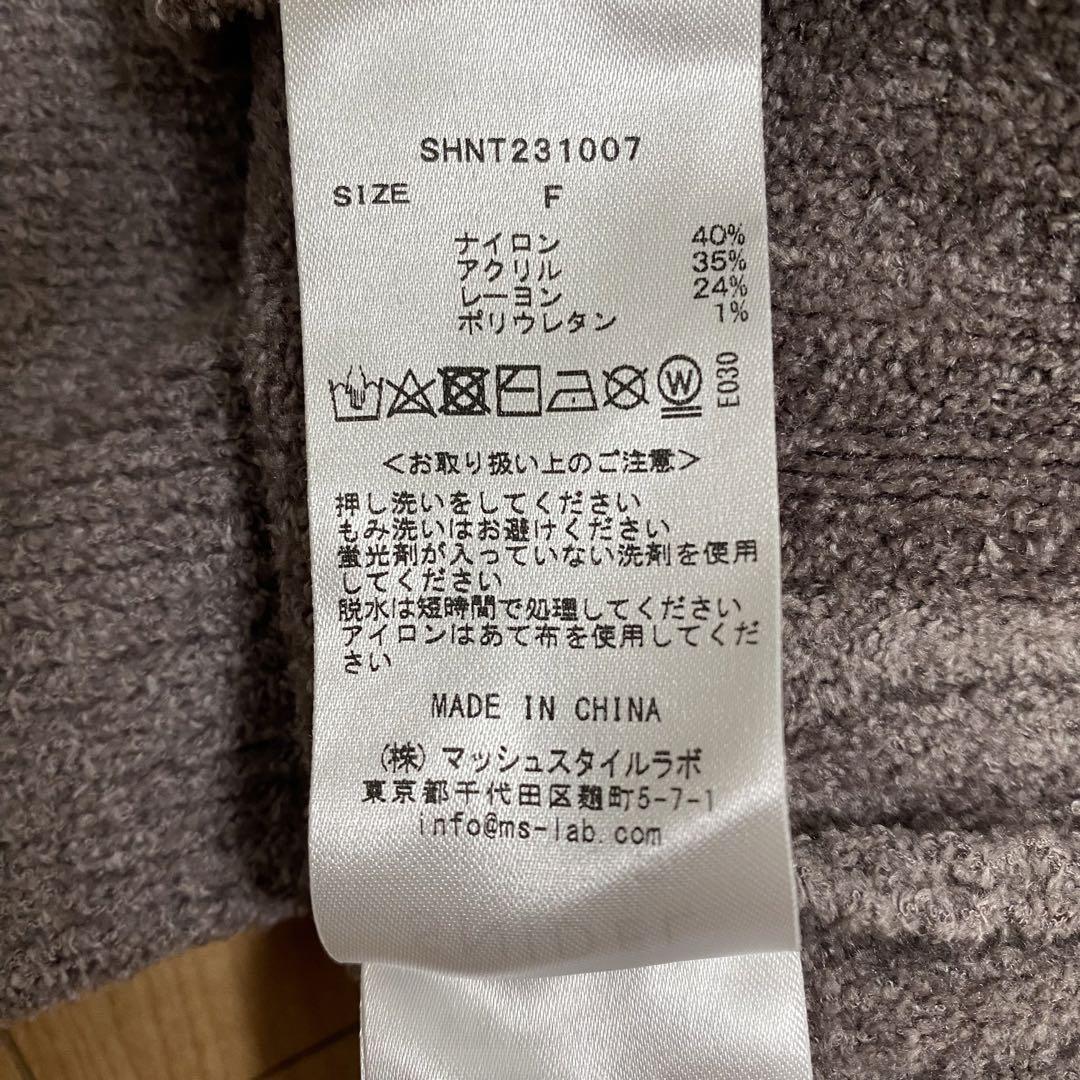 SHNT231007
SIZE F
ナイロン 40%
アクリル 35%
レーヨン 24%
ポリウレタン 1%
W E030
<お取り扱い上のご注意>
押し洗いをしてください
もみ洗いはお避けください
蛍光剤が入っていない洗剤を使用
してください
脱水は短時間で処理してください
アイロンはあて布を使用してくだ
さい
MADE IN CHINA
(株)マッシュスタイルラボ
東京都千代田区麹町5-7-1
info@ms-lab.com